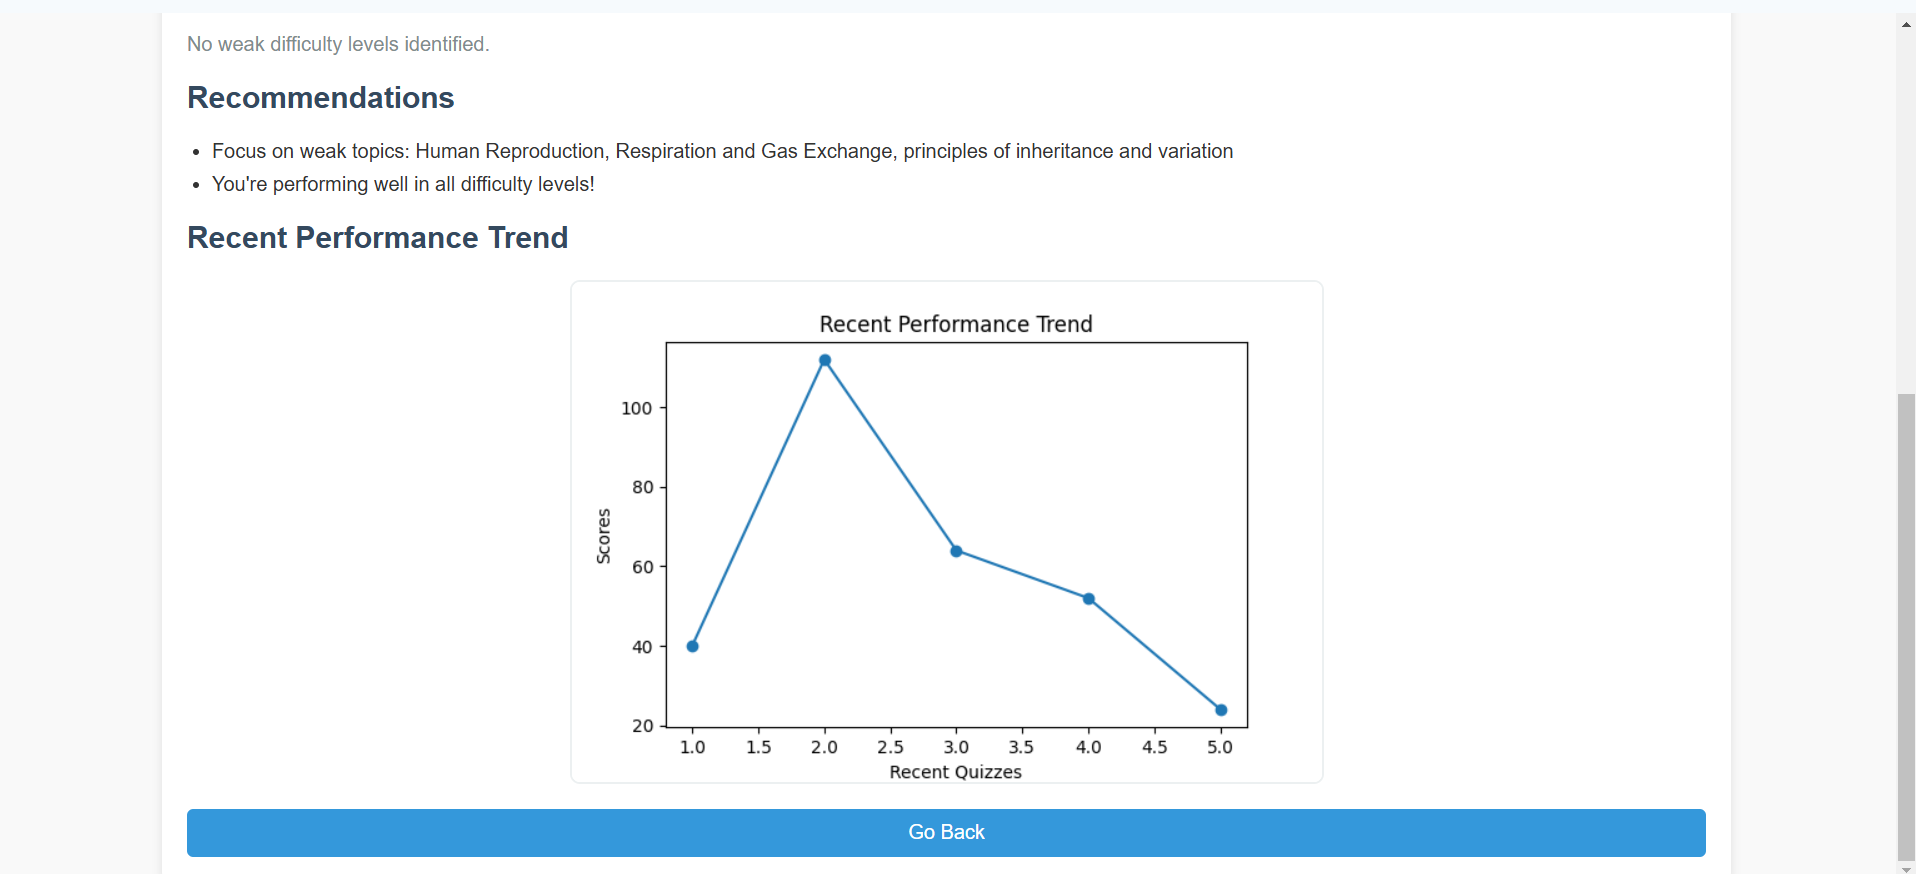 No weak difficulty levels identified.
Recommendations
Focus on weak topics: Human Reproduction, Respiration and Gas Exchange, principles of inheritance and variation
You're performing well in all difficulty levels!
Recent Performance Trend
Recent Performance Trend
100
80
60
40
20
Scores
1.0 1.5 2.0 2.5 3.0 3.5 4.0 4.5 5.0
Recent Quizzes
Go Back